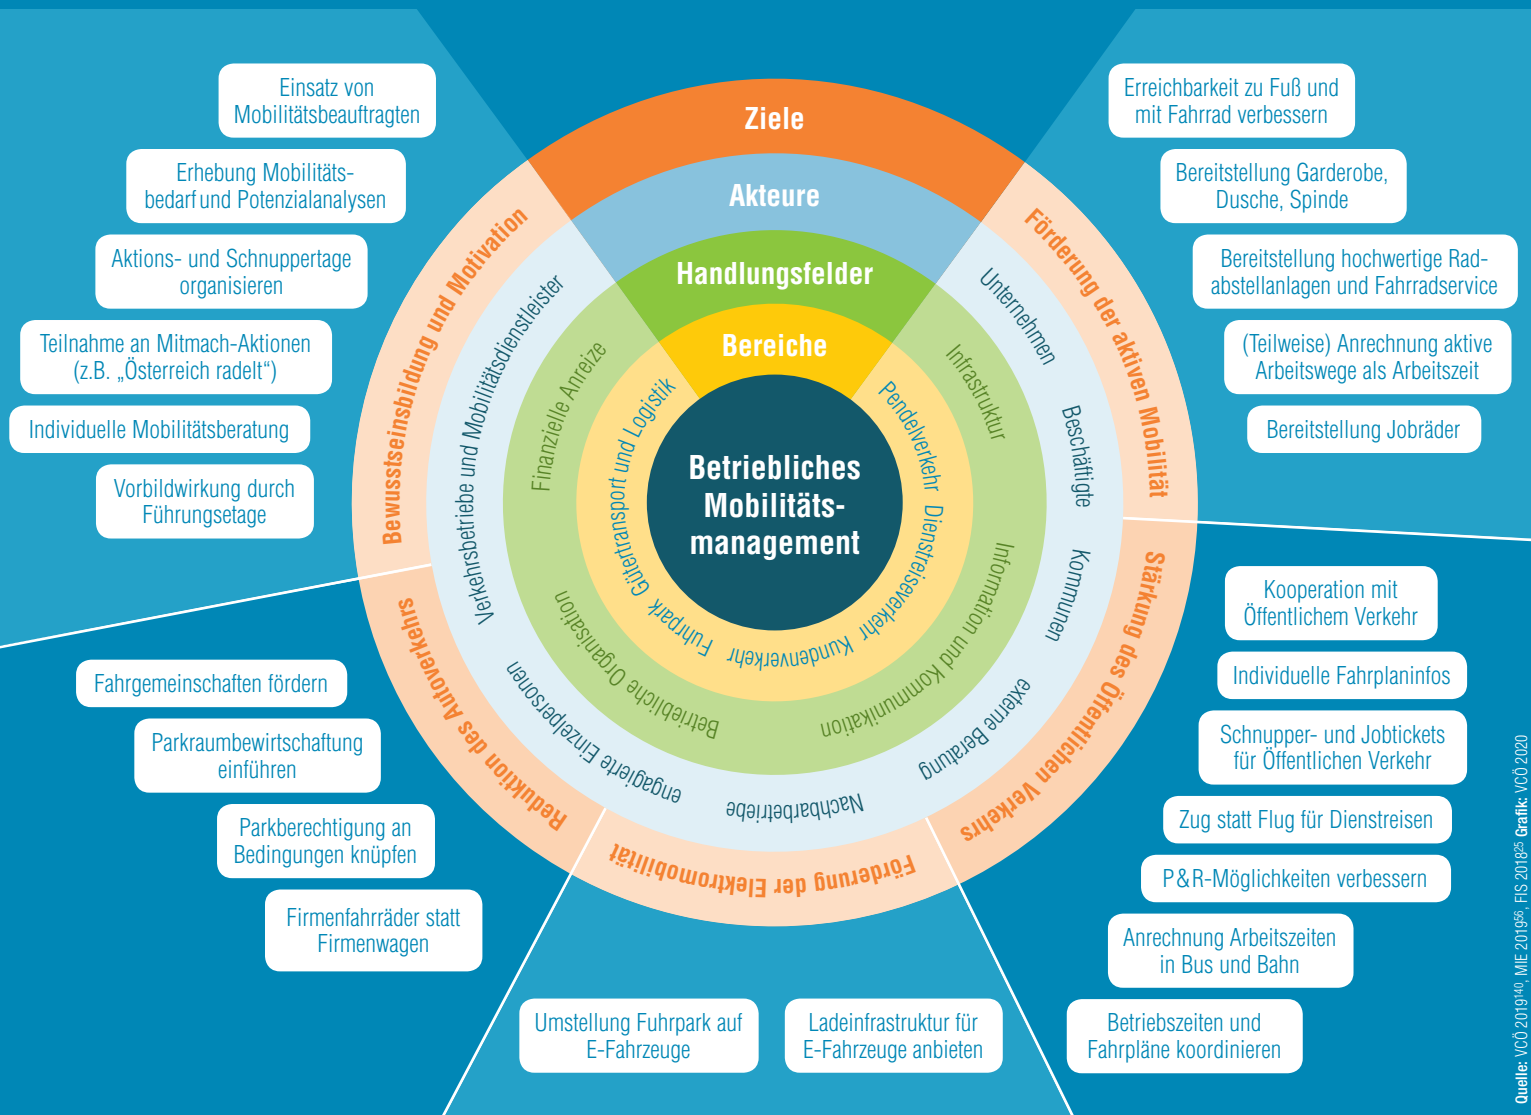 Ziele
Akteure
Handlungsfelder
Bereiche
Betriebliches
Mobilitäts-
management
Pendelverkehr
Dienstreiseverkehr
Kundenverkehr
Fuhrpark
Gütertransport und Logistik
Infrastruktur
Information und Kommunikation
Betriebliche Organisation
Finanzielle Anreize
Unternehmen
Beschäftigte
Kommunen
externe Beratung
Nachbarbetriebe
engagierte Einzelpersonen
Verkehrsbetriebe und Mobilitätsdienstleister
Förderung der aktiven Mobilität
Erreichbarkeit zu Fuß und
mit Fahrrad verbessern
Bereitstellung Garderobe,
Dusche, Spinde
Bereitstellung hochwertige Rad-
abstellanlagen und Fahrradservice
(Teilweise) Anrechnung aktive
Arbeitswege als Arbeitszeit
Bereitstellung Jobräder
Stärkung des Öffentlichen Verkehrs
Kooperation mit
Öffentlichem Verkehr
Individuelle Fahrplaninfos
Schnupper- und Jobtickets
für Öffentlichen Verkehr
Zug statt Flug für Dienstreisen
P&R-Möglichkeiten verbessern
Anrechnung Arbeitszeiten
in Bus und Bahn
Betriebszeiten und
Fahrpläne koordinieren
Förderung der Elektromobilität
Umstellung Fuhrpark auf
E-Fahrzeuge
Ladeinfrastruktur für
E-Fahrzeuge anbieten
Reduktion des Autoverkehrs
Fahrgemeinschaften fördern
Parkraumbewirtschaftung
einführen
Parkberechtigung an
Bedingungen knüpfen
Firmenfahrräder statt
Firmenwagen
Bewusstseinsbildung und Motivation
Einsatz von
Mobilitätsbeauftragten
Erhebung Mobilitäts-
bedarf und Potenzialanalysen
Aktions- und Schnuppertage
organisieren
Teilnahme an Mitmach-Aktionen
(z.B. „Österreich radelt“)
Individuelle Mobilitätsberatung
Vorbildwirkung durch
Führungsetage
Quelle: VCÖ 2019¹⁴⁰, MIE 2019⁵⁶, FIS 2018²⁵ Grafik: VCÖ 2020